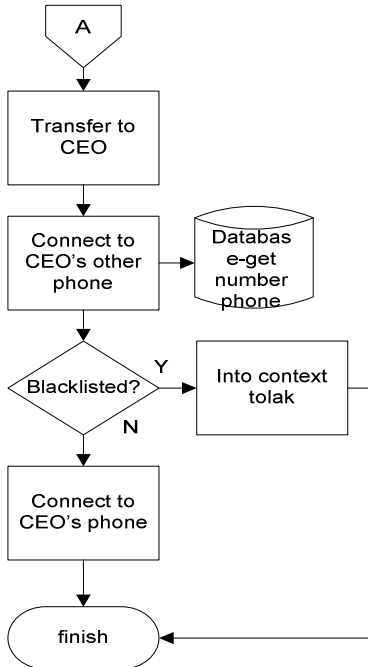 A
Transfer to
CEO
Connect to
CEO's other
phone
Databas
e-get
number
phone
Blacklisted?
Y
Into context
tolak
N
Connect to
CEO's phone
finish